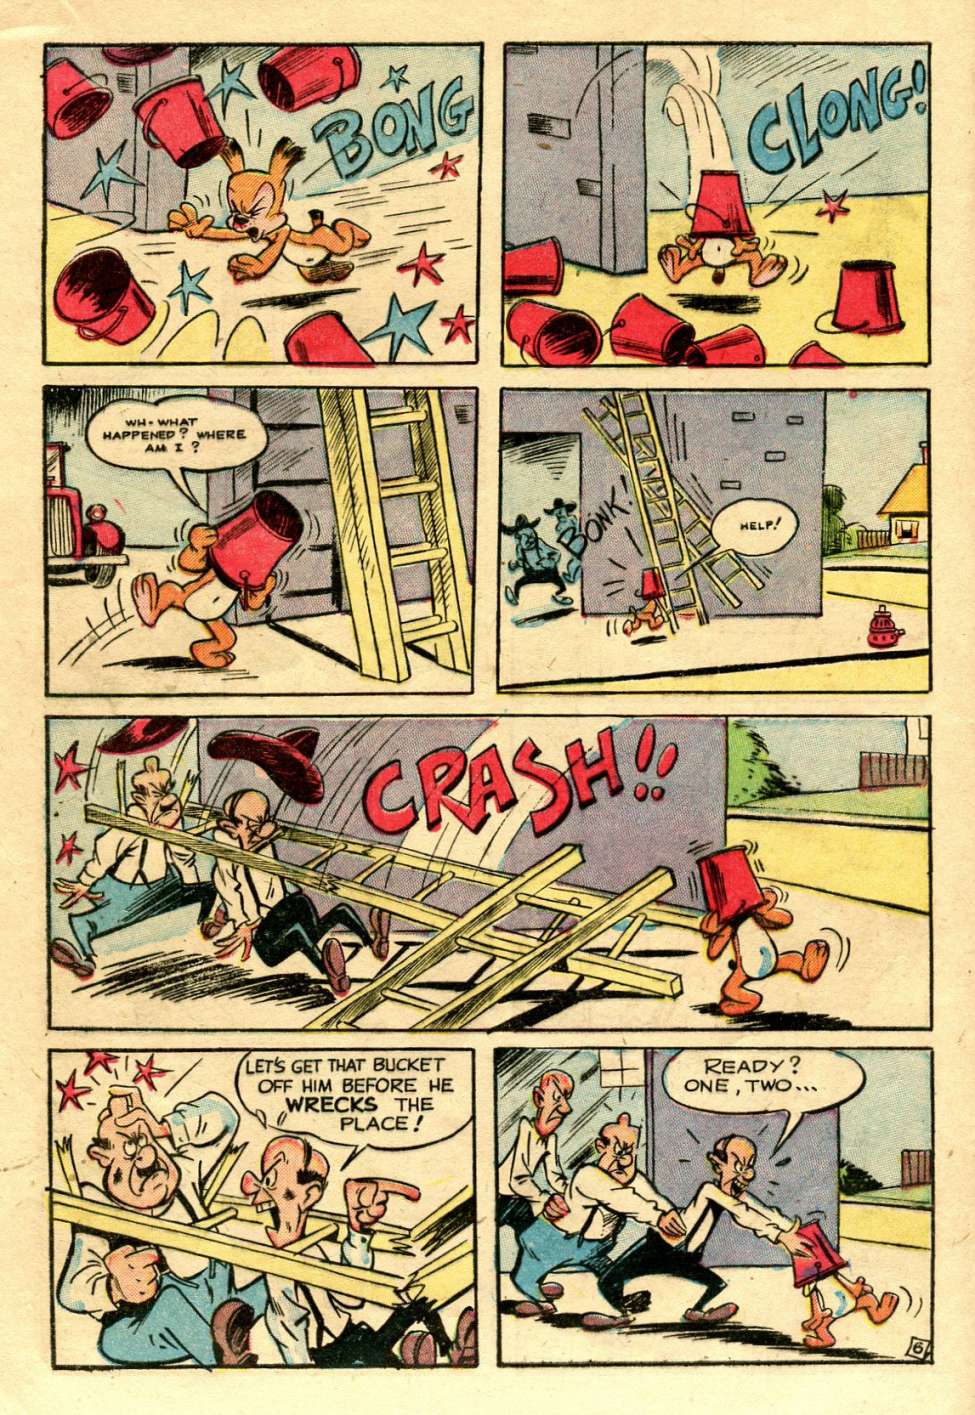 BONG
CLONG!
WH-WHAT
HAPPENED? WHERE
AM I?
BONK!
HELP!
CRASH!!
LET'S GET THAT BUCKET
OFF HIM BEFORE HE
WRECKS THE
PLACE!
READY?
ONE, TWO...
6